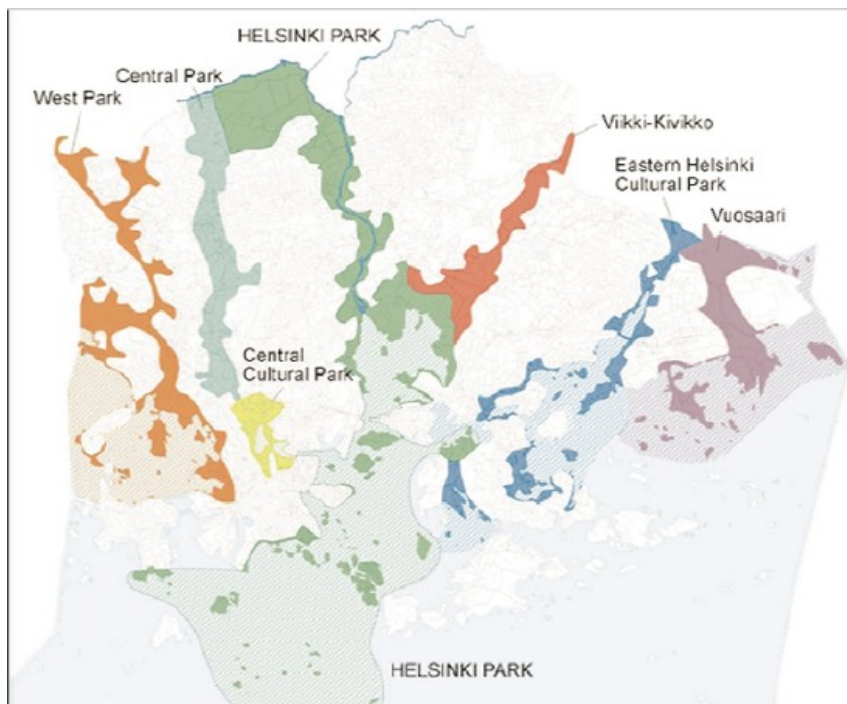 HELSINKI PARK
Central Park
West Park
Viikki-Kivikko
Eastern Helsinki
Cultural Park
Vuosaari
Central
Cultural Park
HELSINKI PARK